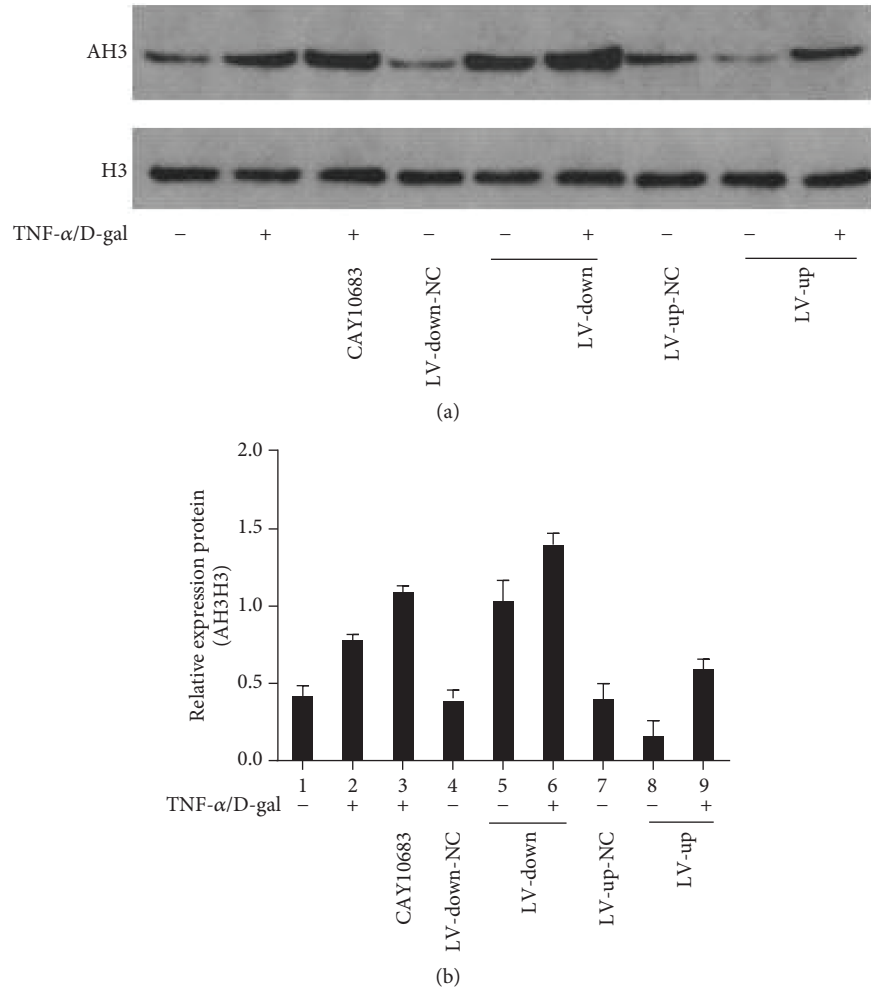 AH3
H3
TNF-α/D-gal − + + − − + − − +
CAY10683
LV-down-NC
LV-down
LV-up-NC
LV-up
(a)
Relative expression protein
(AH3H3)
2.0
1.5
1.0
0.5
0.0
1 2 3 4 5 6 7 8 9
TNF-α/D-gal − + + − − + − − +
CAY10683
LV-down-NC
LV-down
LV-up-NC
LV-up
(b)